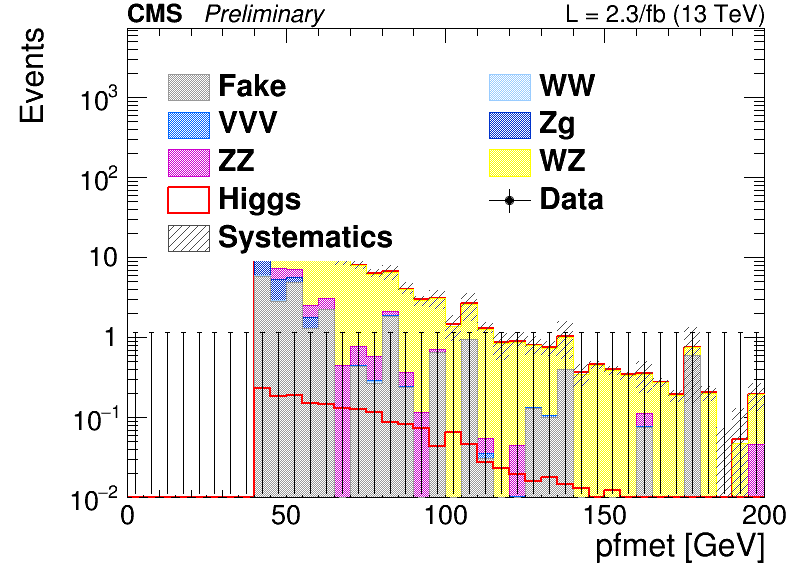 CMS Preliminary L = 2.3/fb (13 TeV)
Events
Fake WW
VVV Zg
ZZ WZ
Higgs Data
Systematics
10³
10²
10
1
10⁻¹
10⁻²
0 50 100 150 200
pfmet [GeV]